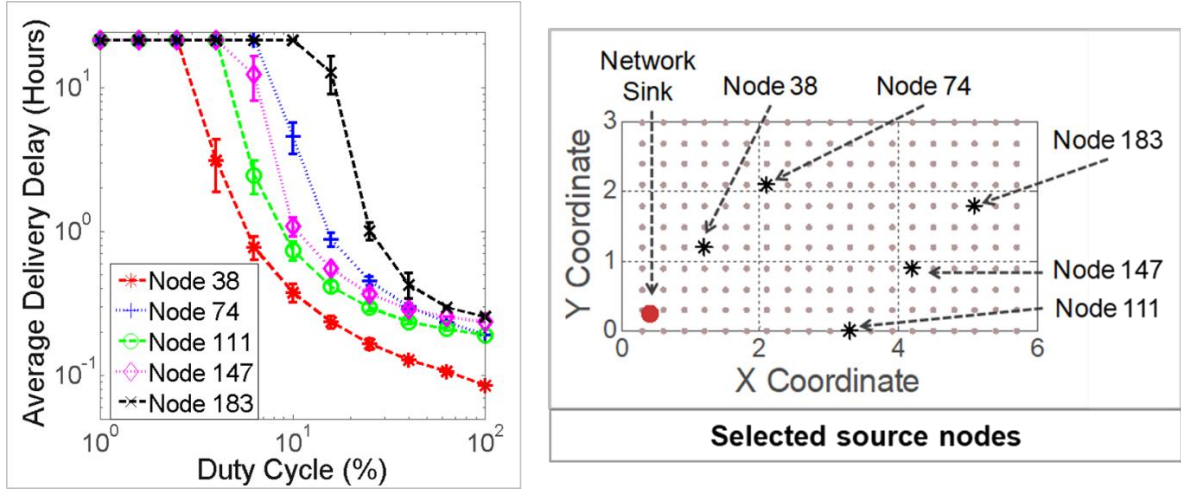 Average Delivery Delay (Hours)
10^1
10^0
10^-1
Node 38
Node 74
Node 111
Node 147
Node 183
10^0
10^1
10^2
Duty Cycle (%)
Network
Sink
Node 38
Node 74
Node 183
Node 147
Node 111
Y Coordinate
3
2
1
0
0
2
4
6
X Coordinate
Selected source nodes